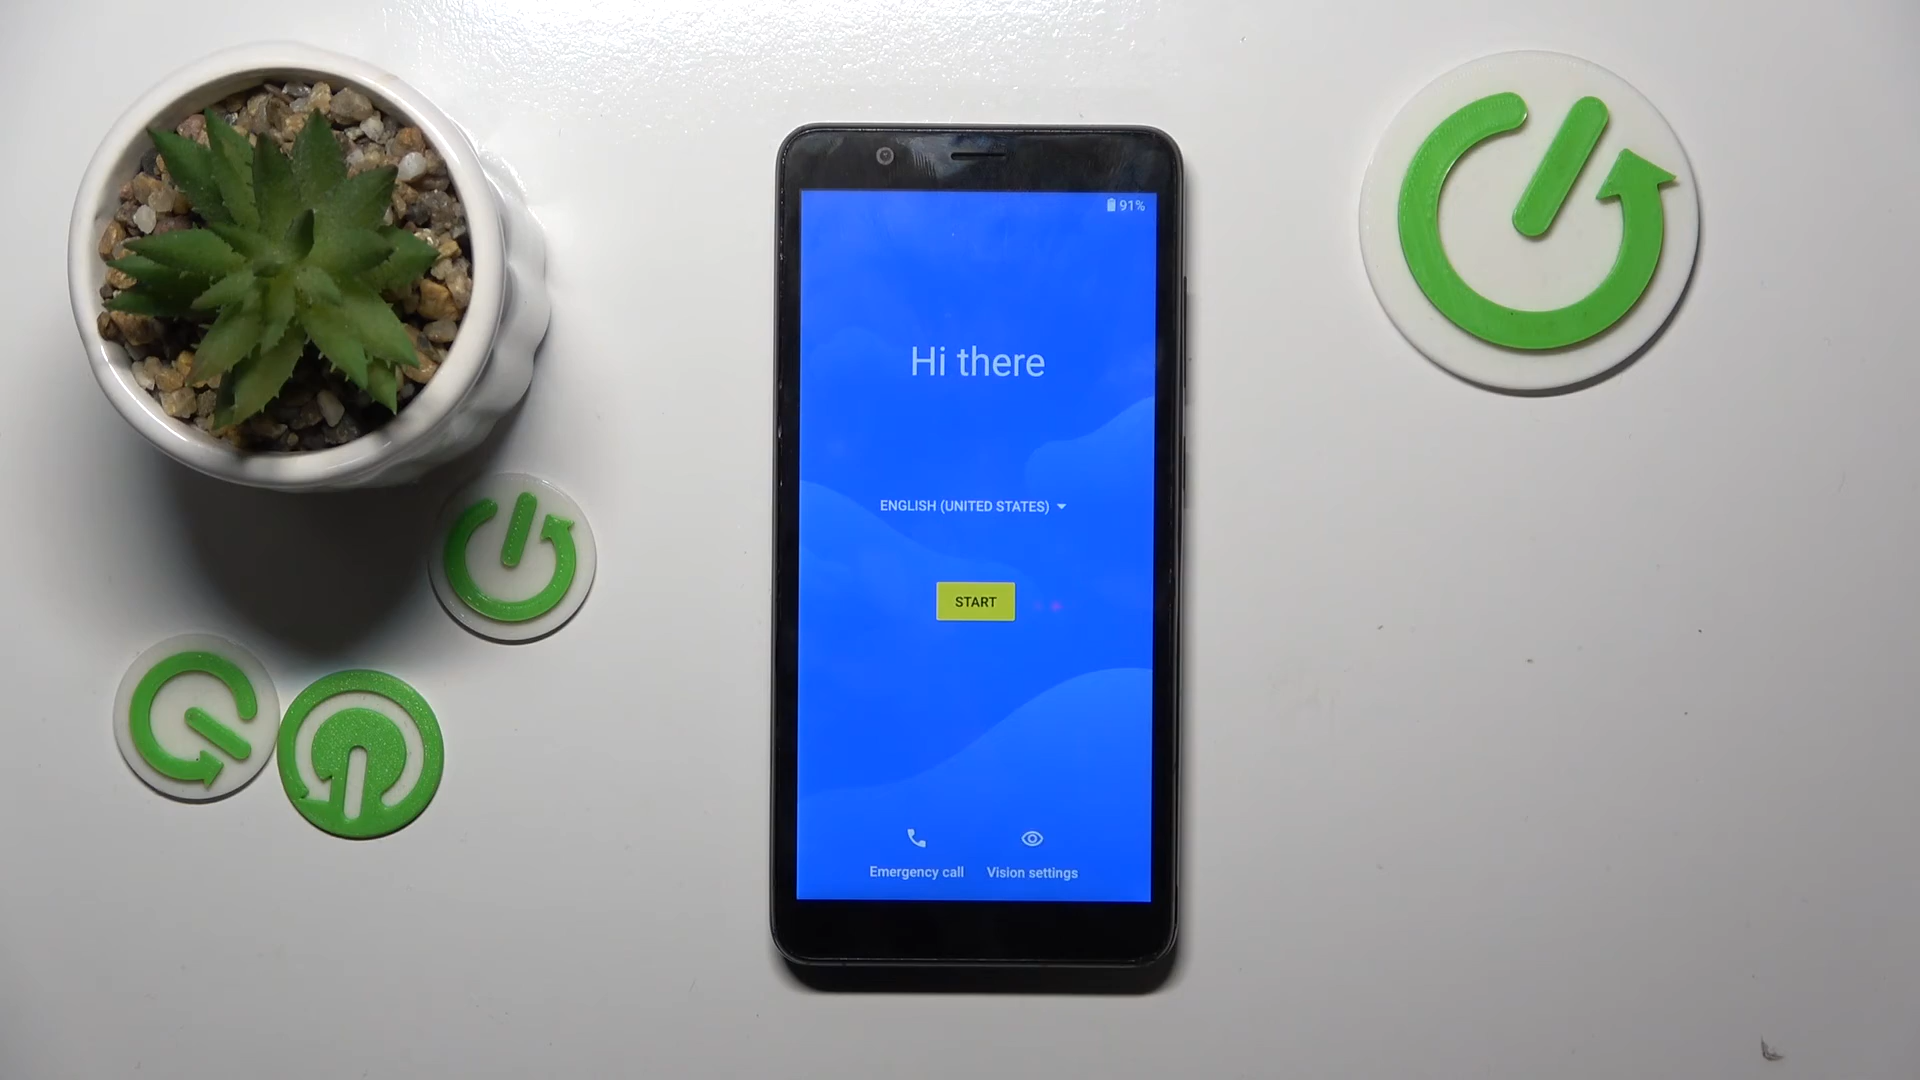 91%
Hi there
ENGLISH (UNITED STATES)
START
Emergency call
Vision settings